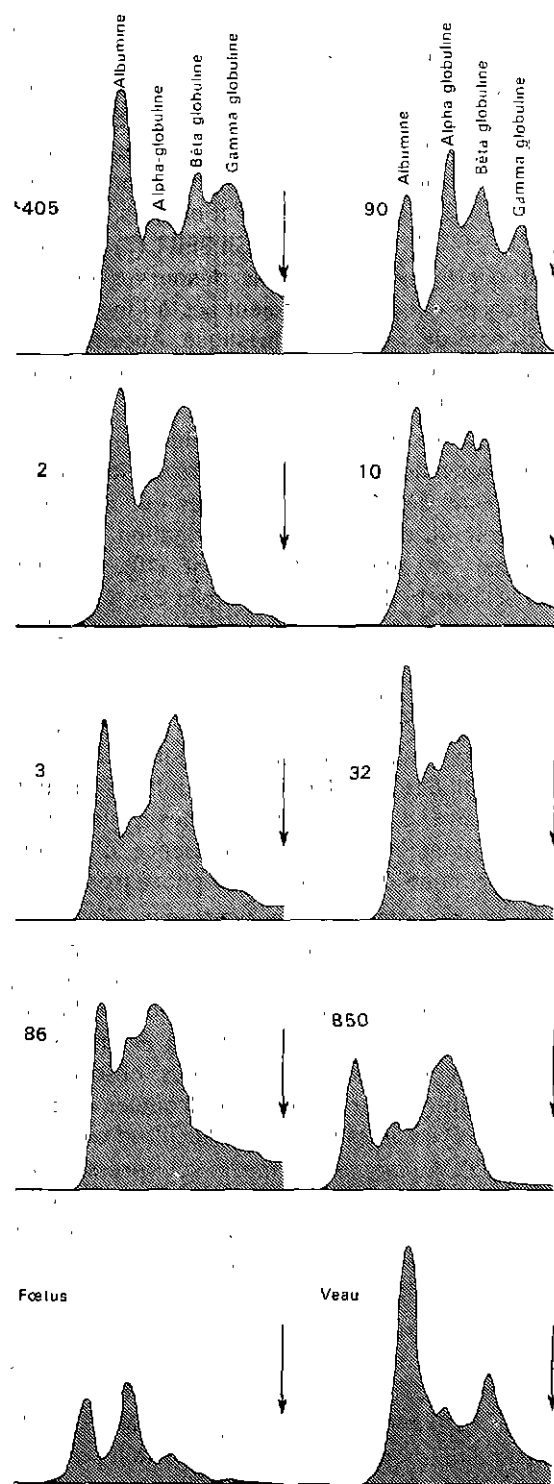 Albumine
Alpha-globuline
Bêta globuline
Gamma globuline
405
Albumine
Alpha globuline
Bêta globuline
Gamma globuline
90
2
10
3
32
86
850
Fœtus
Veau